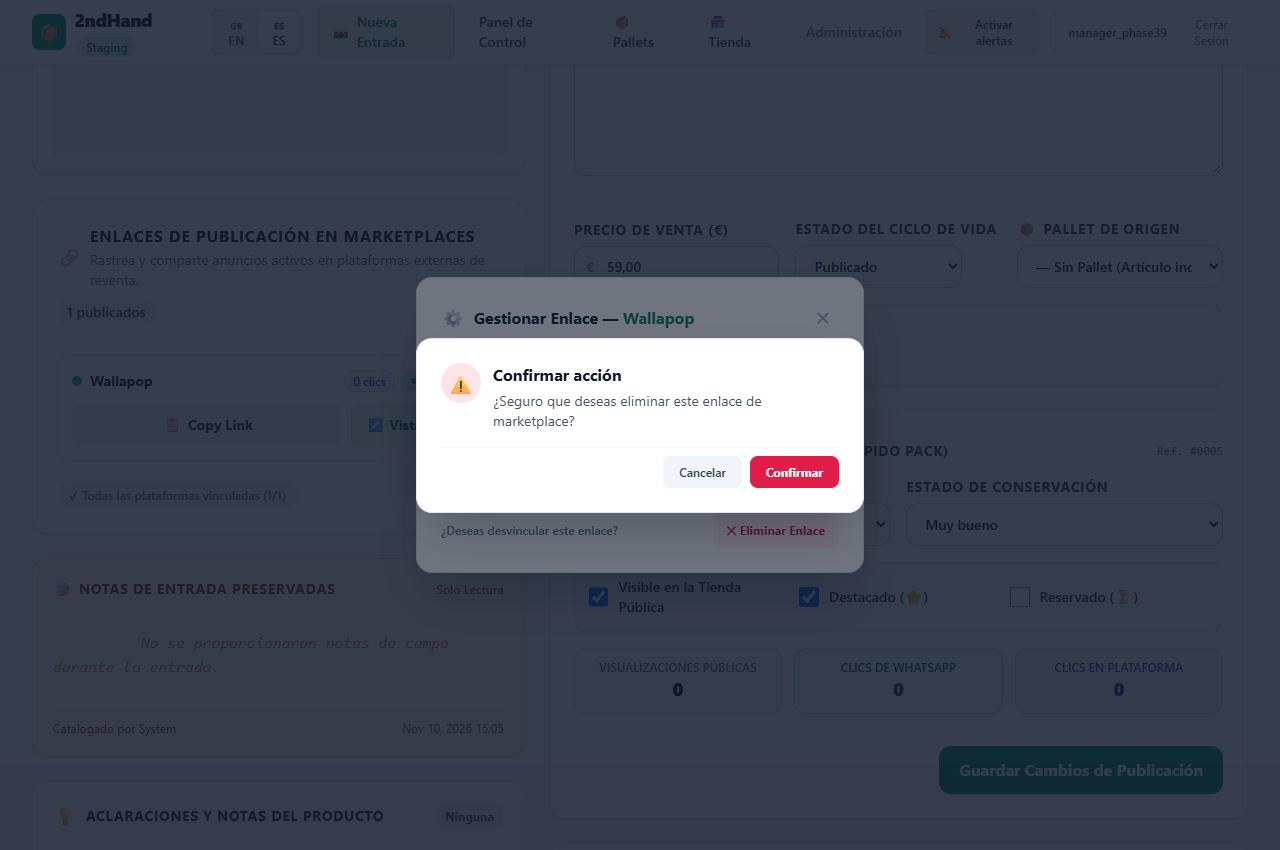 2ndHand
Staging
GB
EN
ES
ES
Nueva
Entrada
Panel de
Control
Pallets
Tienda
Administración
Activar
alertas
manager_phase39
Cerrar
Sesión
ENLACES DE PUBLICACIÓN EN MARKETPLACES
Rastrea y comparte anuncios activos en plataformas externas de
reventa.
1 publicados
Wallapop
0 clics
Copy Link
Vist
✓ Todas las plataformas vinculadas (1/1)
NOTAS DE ENTRADA PRESERVADAS
Solo Lectura
No se proporcionaron notas de campo
durante la entrada.
Catalogado por System
Nov 10, 2026 15:05
ACLARACIONES Y NOTAS DEL PRODUCTO
Ninguna
PRECIO DE VENTA (€)
ESTADO DEL CICLO DE VIDA
PALLET DE ORIGEN
€ 59,00
Publicado
— Sin Pallet (Artículo inc
Gestionar Enlace — Wallapop
✕
Confirmar acción
¿Seguro que deseas eliminar este enlace de
marketplace?
Cancelar
Confirmar
¿Deseas desvincular este enlace?
✕ Eliminar Enlace
PIDO PACK)
Ref. #0005
ESTADO DE CONSERVACIÓN
Muy bueno
Visible en la Tienda
Pública
Destacado (⭐)
Reservado (⏳)
VISUALIZACIONES PÚBLICAS
0
CLICS DE WHATSAPP
0
CLICS EN PLATAFORMA
0
Guardar Cambios de Publicación